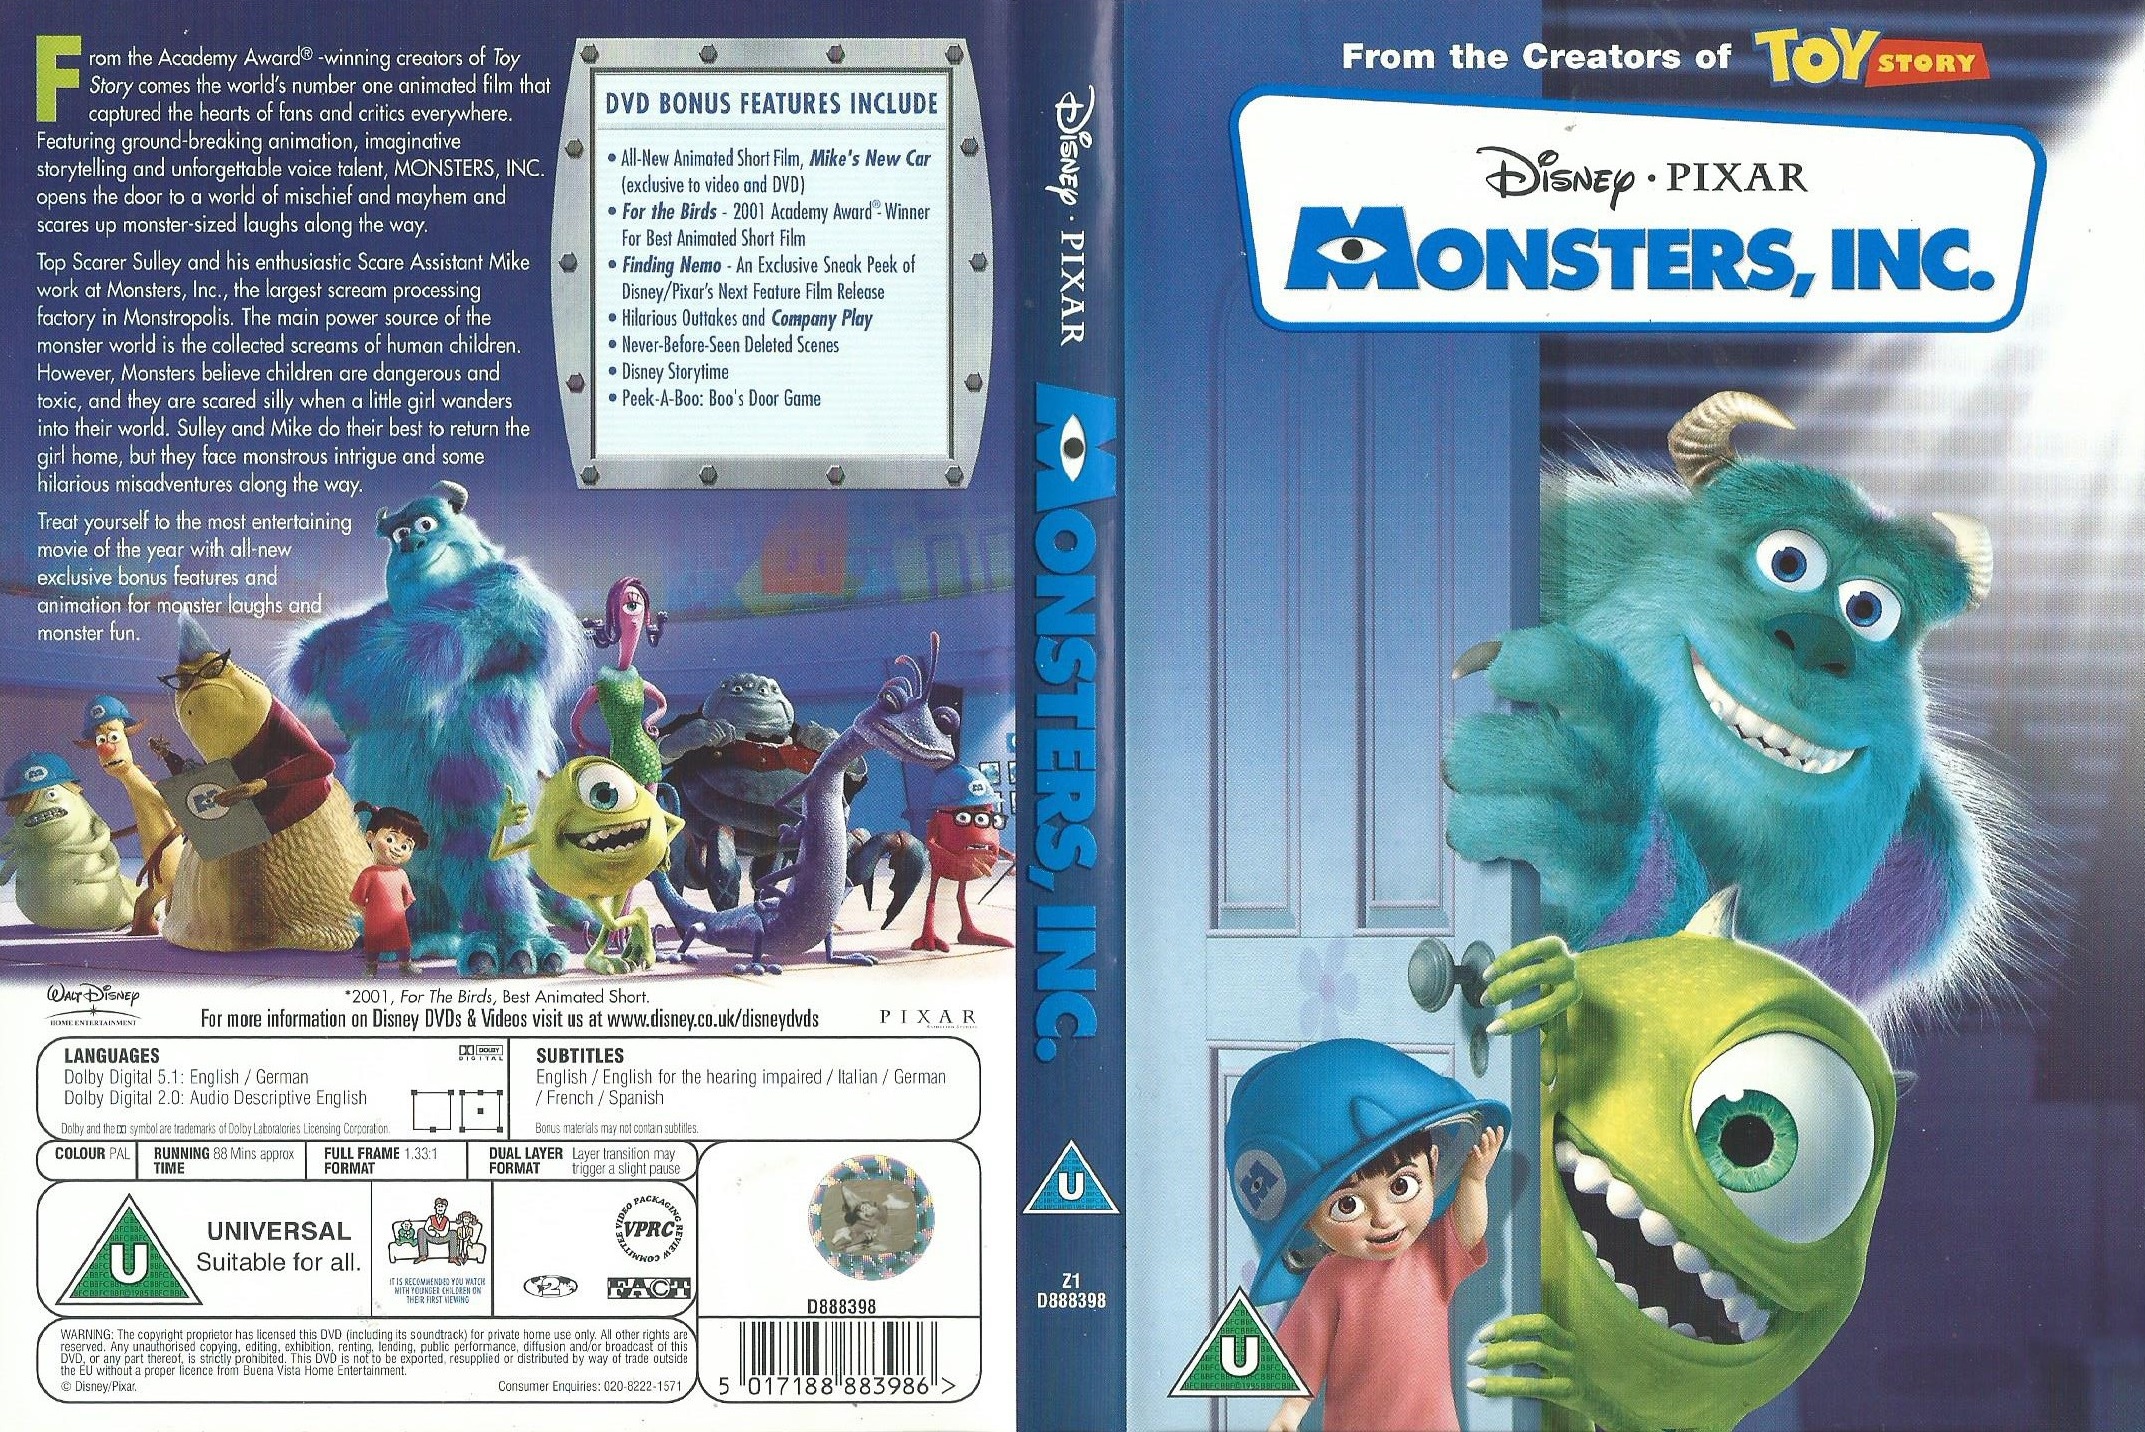 From the Academy Award® -winning creators of Toy
Story comes the world's number one animated film that
captured the hearts of fans and critics everywhere.
Featuring ground-breaking animation, imaginative
storytelling and unforgettable voice talent, MONSTERS, INC.
opens the door to a world of mischief and mayhem and
scares up monster-sized laughs along the way.
Top Scarer Sulley and his enthusiastic Scare Assistant Mike
work at Monsters, Inc., the largest scream processing
factory in Monstropolis. The main power source of the
monster world is the collected screams of human children.
However, Monsters believe children are dangerous and
toxic, and they are scared silly when a little girl wanders
into their world. Sulley and Mike do their best to return the
girl home, but they face monstrous intrigue and some
hilarious misadventures along the way.
Treat yourself to the most entertaining
movie of the year with all-new
exclusive bonus features and
animation for monster laughs and
monster fun.
DVD BONUS FEATURES INCLUDE
• All-New Animated Short Film, Mike's New Car
(exclusive to video and DVD)
• For the Birds - 2001 Academy Award®- Winner
For Best Animated Short Film
• Finding Nemo - An Exclusive Sneak Peek of
Disney/Pixar's Next Feature Film Release
• Hilarious Outtakes and Company Play
• Never-Before-Seen Deleted Scenes
• Disney Storytime
• Peek-A-Boo: Boo's Door Game
WALT DISNEY
HOME ENTERTAINMENT
*2001, For The Birds, Best Animated Short.
For more information on Disney DVDs & Videos visit us at www.disney.co.uk/disneydvds
PIXAR
LANGUAGES
DOLBY
DIGITAL
Dolby Digital 5.1: English / German
Dolby Digital 2.0: Audio Descriptive English
Dolby and the symbol are trademarks of Dolby Laboratories Licensing Corporation.
SUBTITLES
English / English for the hearing impaired / Italian / German
/ French / Spanish
Bonus materials may not contain subtitles.
COLOUR PAL
RUNNING 88 Mins approx
TIME
FULL FRAME 1.33:1
FORMAT
DUAL LAYER Layer transition may
FORMAT trigger a slight pause
U
UNIVERSAL
Suitable for all.
IT IS RECOMMENDED YOU WATCH
WITH YOUNGER CHILDREN ON
THEIR FIRST VIEWING
2
VIDEO PACKAGING REVIEW COMMITTEE
VPRC
FACT
D888398
WARNING: The copyright proprietor has licensed this DVD (including its soundtrack) for private home use only. All other rights are
reserved. Any unauthorised copying, editing, exhibition, renting, lending, public performance, diffusion and/or broadcast of this
DVD, or any part thereof, is strictly prohibited. This DVD is not to be exported, resupplied or distributed by way of trade outside
the EU without a proper licence from Buena Vista Home Entertainment.
© Disney/Pixar.
Consumer Enquiries: 020-8222-1571
5 017188 883986 >
DISNEY · PIXAR
MONSTERS, INC.
U
Z1
D888398
From the Creators of TOY STORY
DISNEY · PIXAR
MONSTERS, INC.
U